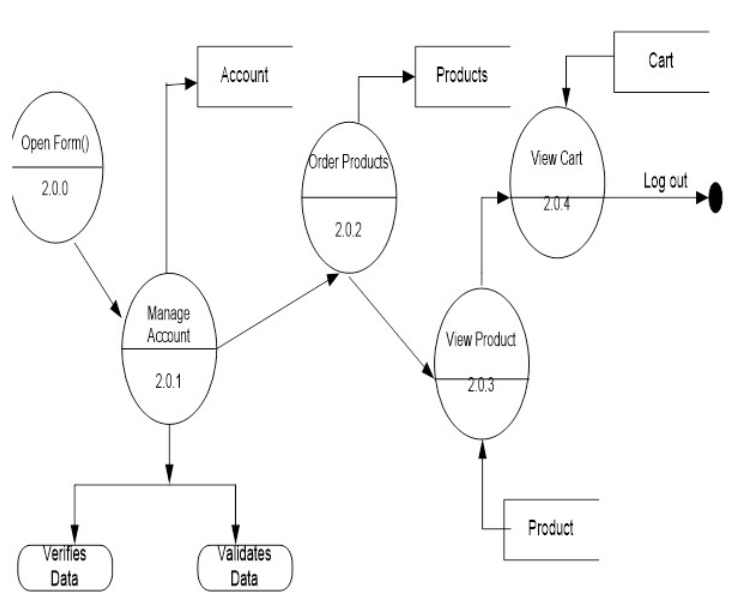 Account
Products
Cart
Open Form()
2.0.0
Order Products
2.0.2
View Cart
2.0.4
Log out
Manage
Account
2.0.1
View Product
2.0.3
Product
Verifies
Data
Validates
Data